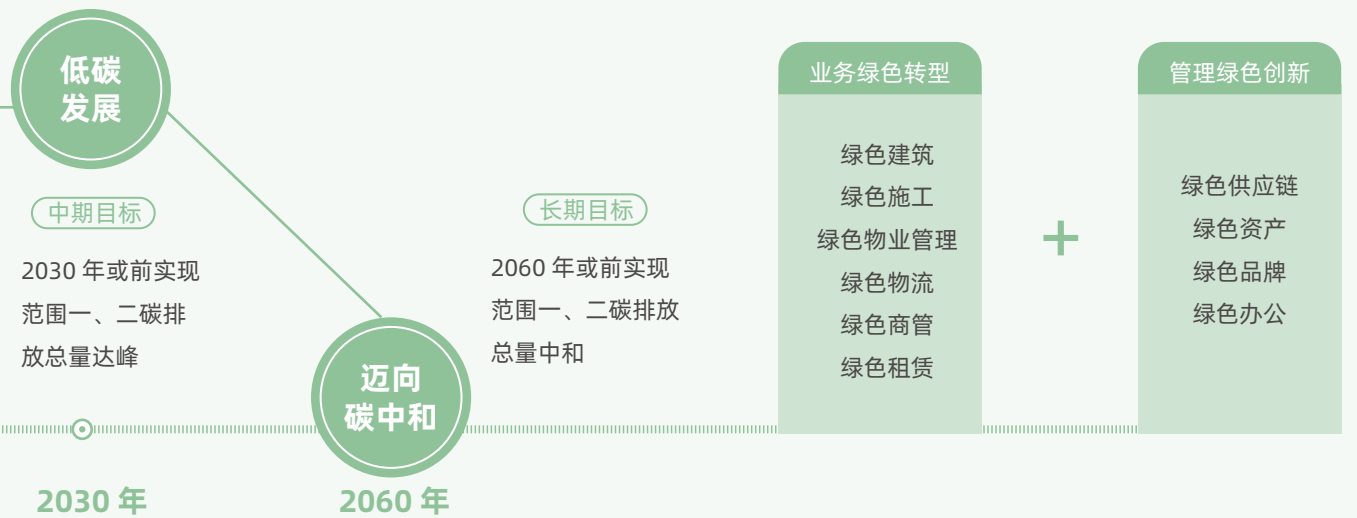 低碳
发展
中期目标
2030 年或前实现
范围一、二碳排
放总量达峰
2030 年
迈向
碳中和
2060 年
长期目标
2060 年或前实现
范围一、二碳排放
总量中和
业务绿色转型
绿色建筑
绿色施工
绿色物业管理
绿色物流
绿色商管
绿色租赁
+
管理绿色创新
绿色供应链
绿色资产
绿色品牌
绿色办公